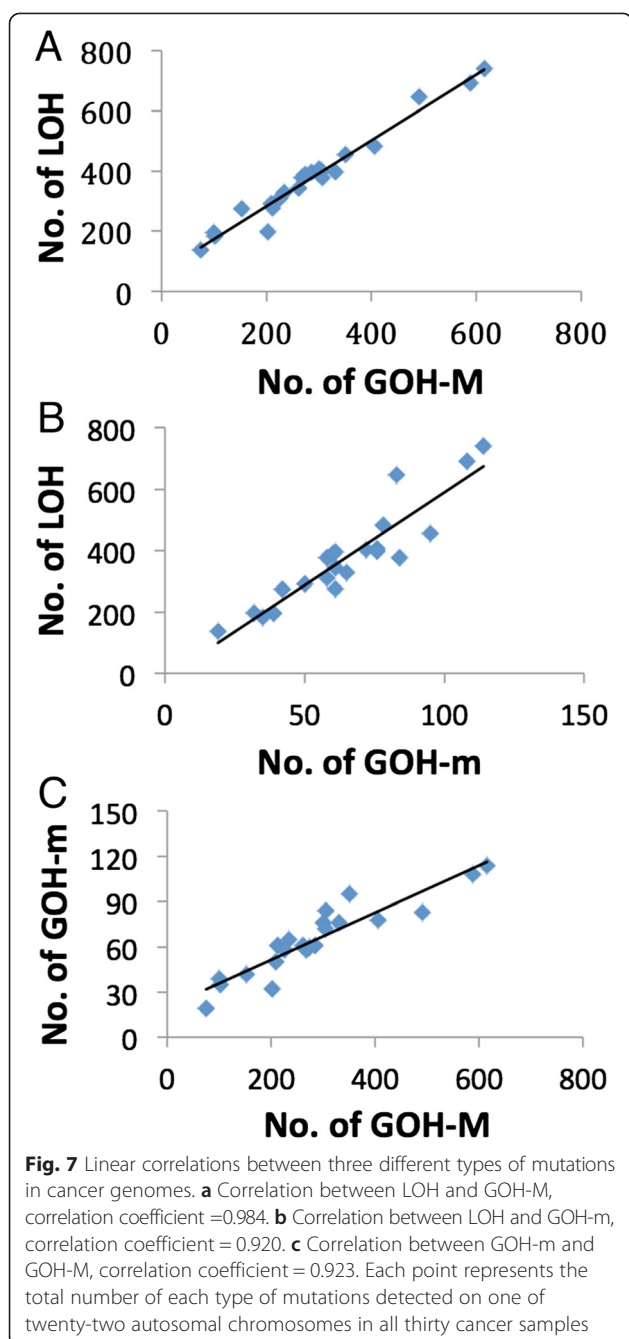 A
800
600
400
200
0
No. of LOH
0 200 400 600 800
No. of GOH-M
B
800
600
400
200
0
No. of LOH
0 50 100 150
No. of GOH-m
C
150
120
90
60
30
0
No. of GOH-m
0 200 400 600 800
No. of GOH-M
Fig. 7 Linear correlations between three different types of mutations
in cancer genomes. a Correlation between LOH and GOH-M,
correlation coefficient =0.984. b Correlation between LOH and GOH-m,
correlation coefficient = 0.920. c Correlation between GOH-m and
GOH-M, correlation coefficient = 0.923. Each point represents the
total number of each type of mutations detected on one of
twenty-two autosomal chromosomes in all thirty cancer samples